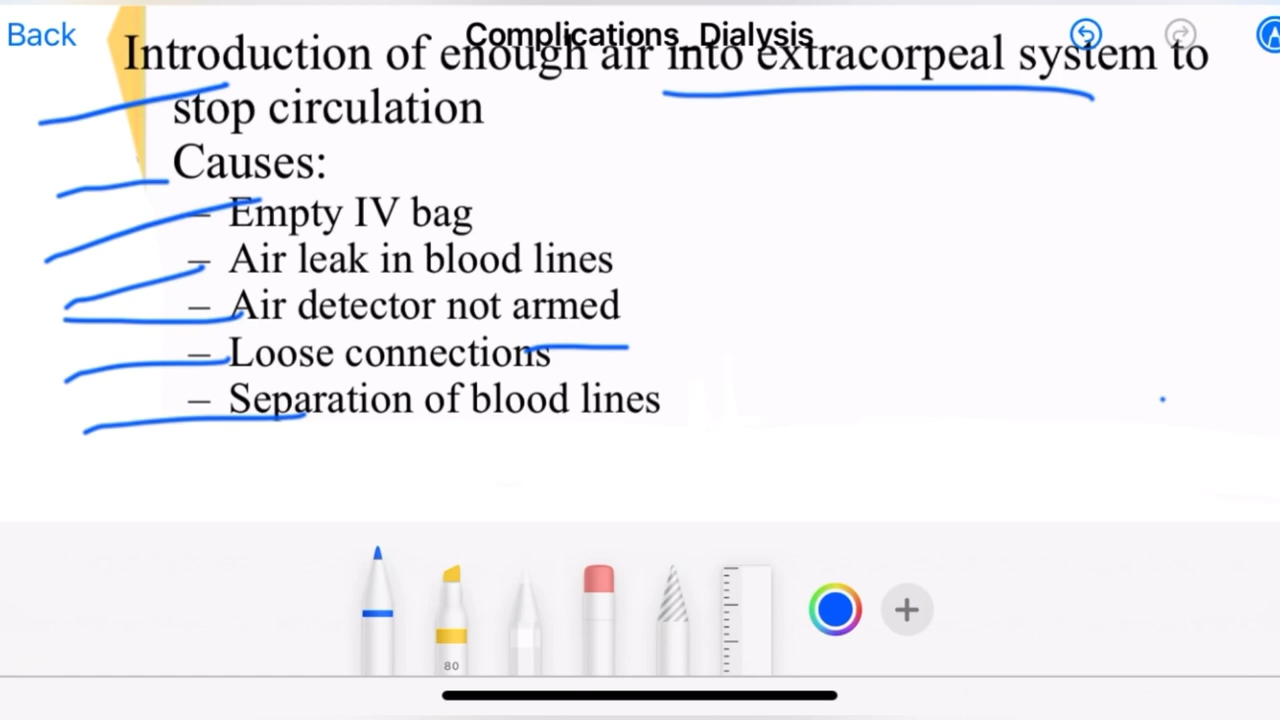 Back
Complications_Dialysis
Introduction of enough air into extracorpeal system to
stop circulation
Causes:
– Empty IV bag
– Air leak in blood lines
– Air detector not armed
– Loose connections
– Separation of blood lines
80